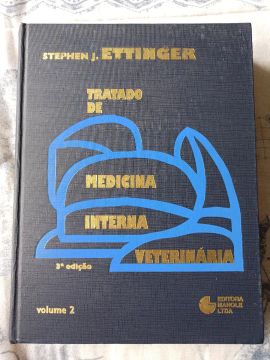 STEPHEN J. ETTINGER
TRATADO
DE
MEDICINA
INTERNA
VETERINÁRIA
3ª edição
volume 2
EDITORA
MANOLE
LTDA